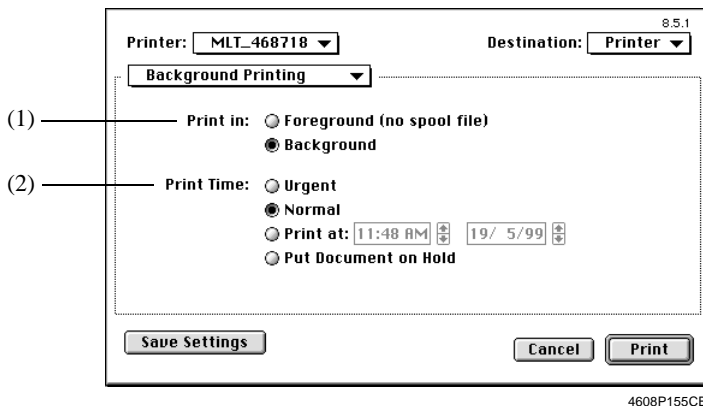 8.5.1
Printer: MLT_468718 Destination: Printer
Background Printing
(1) Print in: Foreground (no spool file)
Background
(2) Print Time: Urgent
Normal
Print at: 11:48 AM 19/ 5/99
Put Document on Hold
Save Settings Cancel Print
4608P155CE